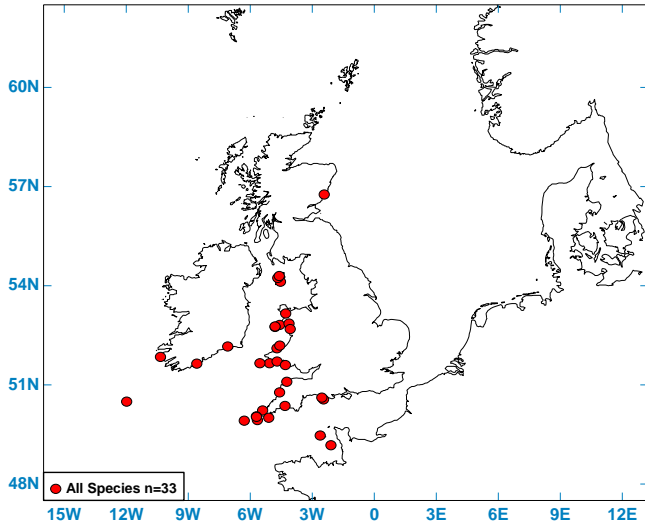 60N
57N
54N
51N
48N
All Species n=33
15W 12W 9W 6W 3W 0 3E 6E 9E 12E